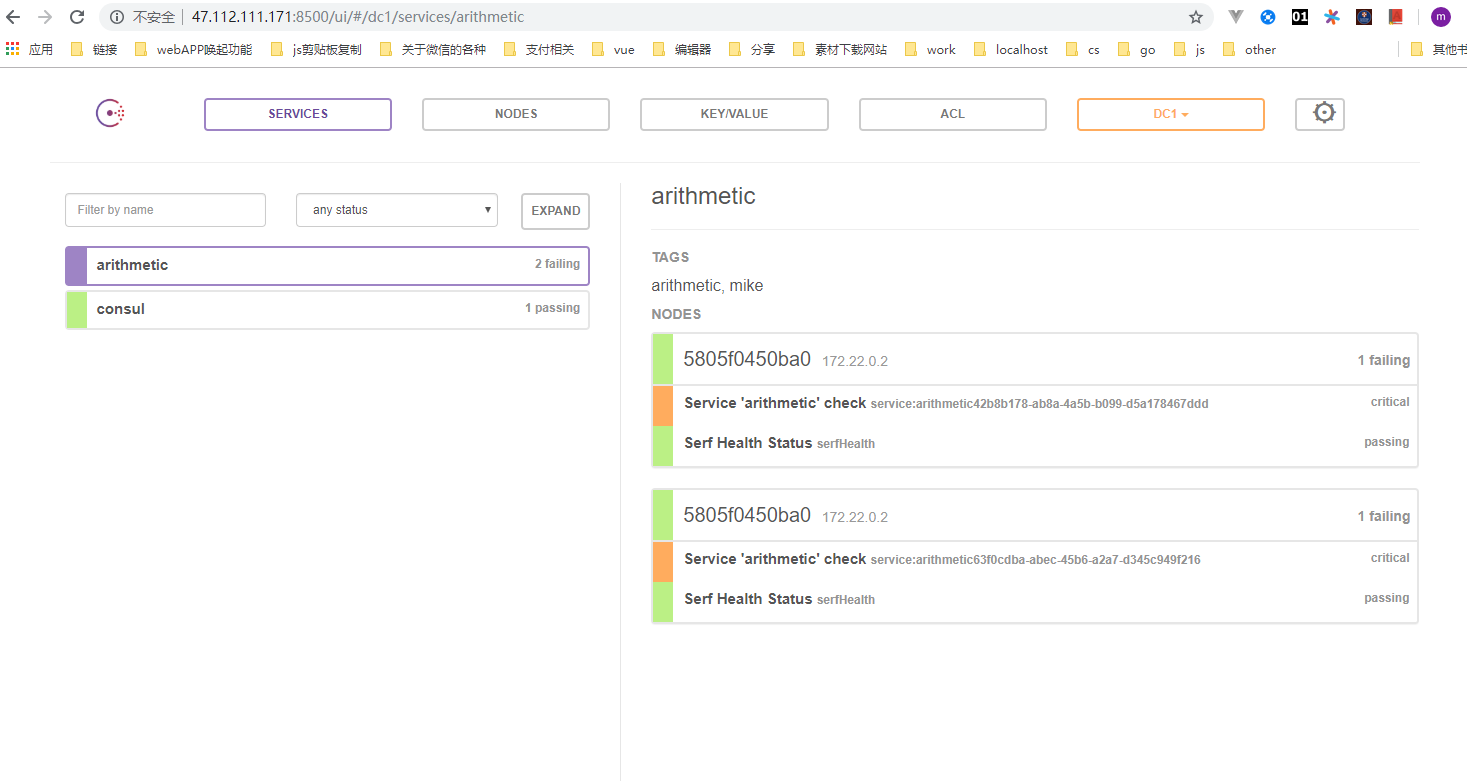 不安全 47.112.111.171:8500/ui/#/dc1/services/arithmetic 01 m
应用 链接 webAPP唤起功能 js剪贴板复制 关于微信的各种 支付相关 vue 编辑器 分享 素材下载网站 work localhost cs go js other 其他书
SERVICES NODES KEY/VALUE ACL DC1
Filter by name any status EXPAND
arithmetic 2 failing
consul 1 passing
arithmetic
TAGS
arithmetic, mike
NODES
5805f0450ba0 172.22.0.2 1 failing
Service 'arithmetic' check service:arithmetic42b8b178-ab8a-4a5b-b099-d5a178467ddd critical
Serf Health Status serfHealth passing
5805f0450ba0 172.22.0.2 1 failing
Service 'arithmetic' check service:arithmetic63f0cdba-abec-45b6-a2a7-d345c949f216 critical
Serf Health Status serfHealth passing